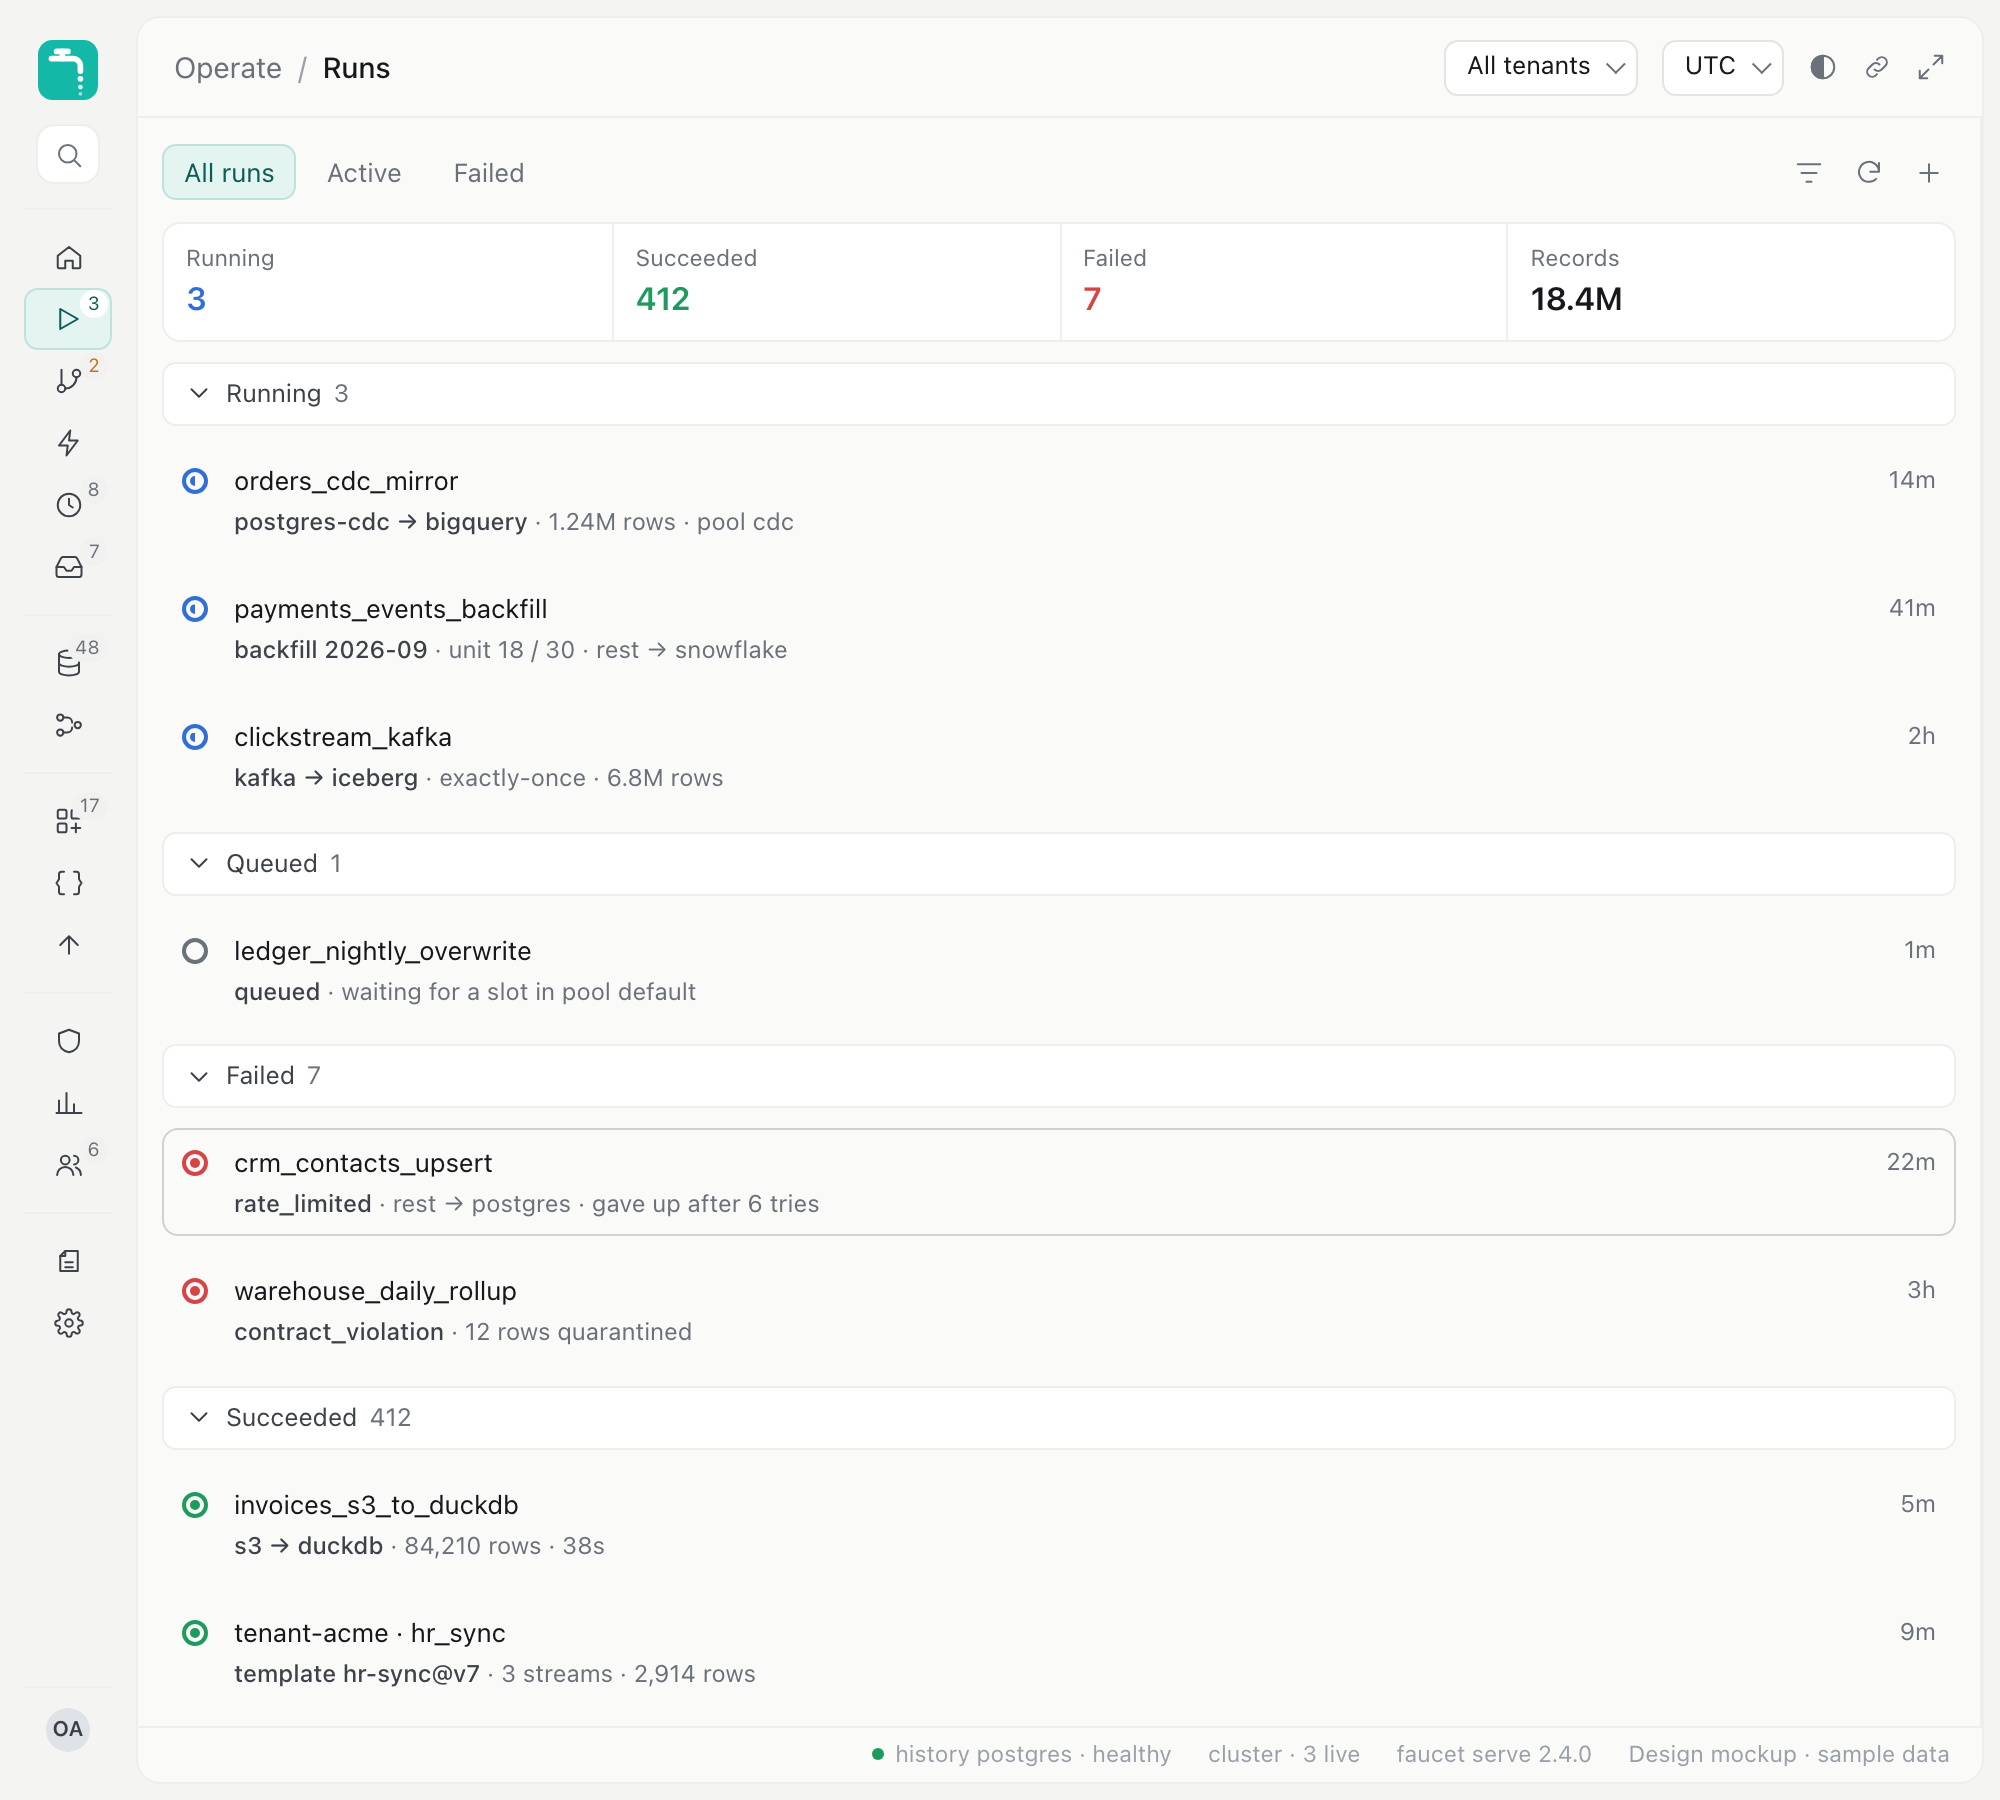 Operate / Runs
All tenants
UTC
All runs
Active
Failed
Running
3
Succeeded
412
Failed
7
Records
18.4M
3
2
8
7
48
17
6
OA
Running 3
orders_cdc_mirror
14m
postgres-cdc → bigquery · 1.24M rows · pool cdc
payments_events_backfill
41m
backfill 2026-09 · unit 18 / 30 · rest → snowflake
clickstream_kafka
2h
kafka → iceberg · exactly-once · 6.8M rows
Queued 1
ledger_nightly_overwrite
1m
queued · waiting for a slot in pool default
Failed 7
crm_contacts_upsert
22m
rate_limited · rest → postgres · gave up after 6 tries
warehouse_daily_rollup
3h
contract_violation · 12 rows quarantined
Succeeded 412
invoices_s3_to_duckdb
5m
s3 → duckdb · 84,210 rows · 38s
tenant-acme · hr_sync
9m
template hr-sync@v7 · 3 streams · 2,914 rows
history postgres · healthy
cluster · 3 live
faucet serve 2.4.0
Design mockup · sample data